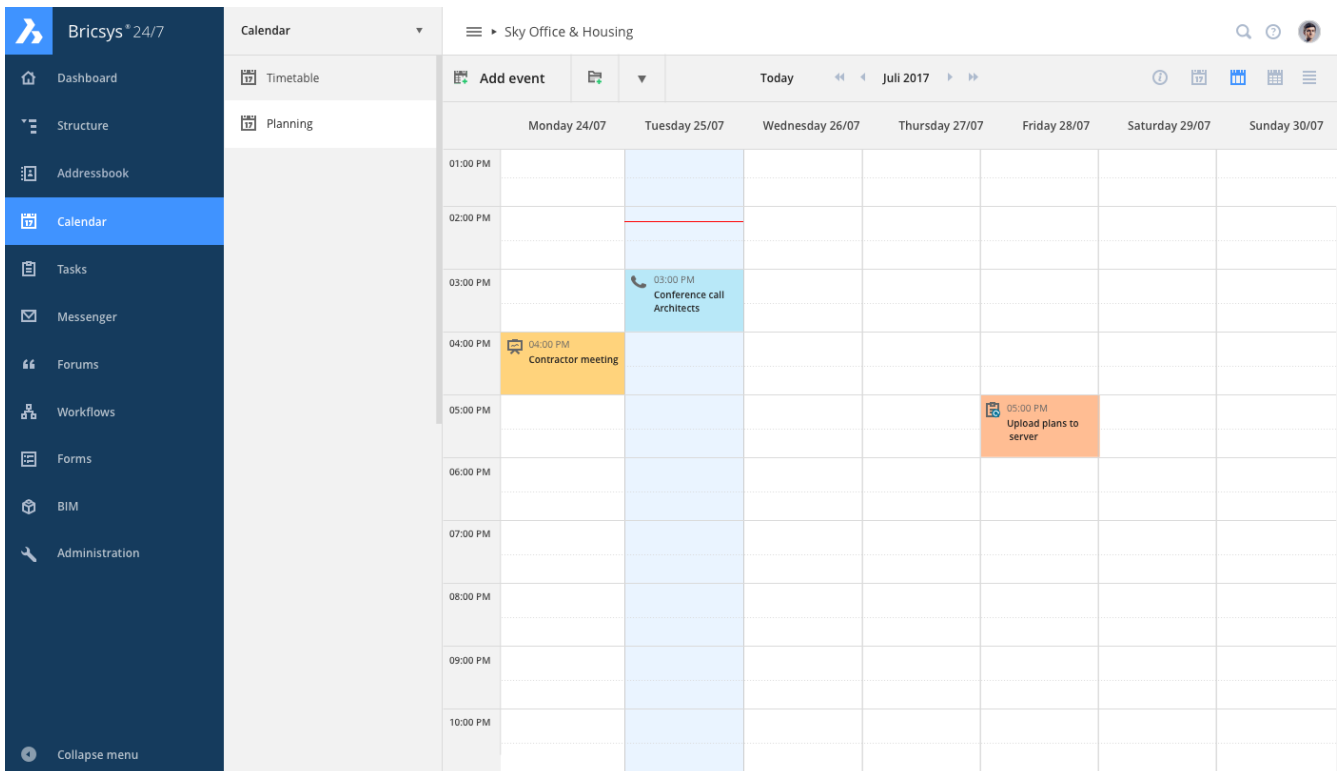 Bricsys® 24/7
Dashboard
Structure
Addressbook
17
Calendar
Tasks
Messenger
Forums
Workflows
Forms
BIM
Administration
Collapse menu
Calendar
17
Timetable
17
Planning
Sky Office & Housing
Add event
Today
Juli 2017
17
Monday 24/07
Tuesday 25/07
Wednesday 26/07
Thursday 27/07
Friday 28/07
Saturday 29/07
Sunday 30/07
01:00 PM
02:00 PM
03:00 PM
03:00 PM
Conference call
Architects
04:00 PM
04:00 PM
Contractor meeting
05:00 PM
05:00 PM
Upload plans to
server
06:00 PM
07:00 PM
08:00 PM
09:00 PM
10:00 PM